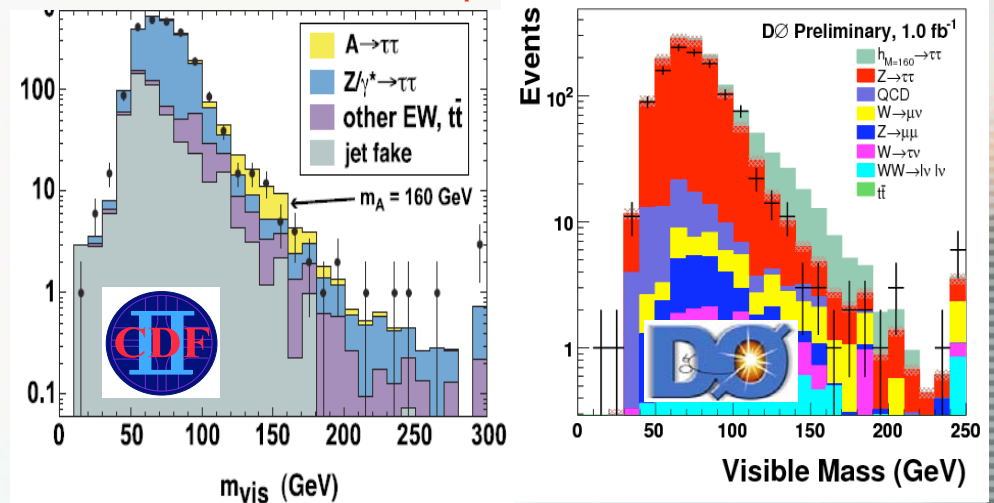 100
10
1
0.1
0 50 100 150 200 250 300
m_vis (GeV)
A→ττ
Z/γ*→ττ
other EW, tt̄
jet fake
m_A = 160 GeV
II
CDF
Events
DØ Preliminary, 1.0 fb⁻¹
h_M=160→ττ
Z→ττ
QCD
W→μν
Z→μμ
W→τν
WW→lν lν
tt̄
10²
10
1
0 50 100 150 200 250
Visible Mass (GeV)
DØ